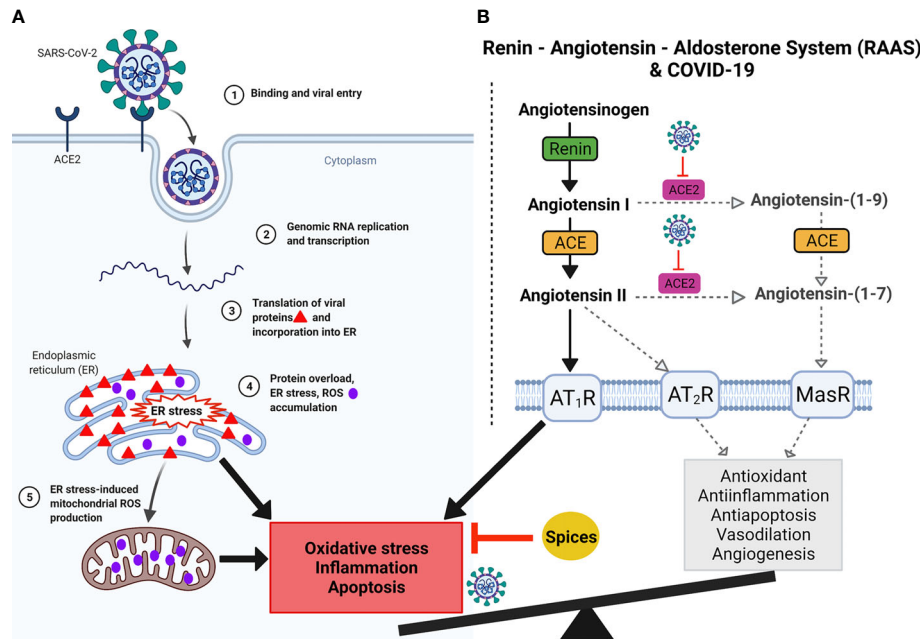 A
SARS-CoV-2
ACE2
1
Binding and viral entry
Cytoplasm
2
Genomic RNA replication
and transcription
3
Translation of viral
proteins and
incorporation into ER
Endoplasmic
reticulum (ER)
ER stress
4
Protein overload,
ER stress, ROS
accumulation
5
ER stress-induced
mitochondrial ROS
production
Oxidative stress
Inflammation
Apoptosis
Spices
B
Renin - Angiotensin - Aldosterone System (RAAS)
& COVID-19
Angiotensinogen
Renin
ACE2
Angiotensin I
Angiotensin-(1-9)
ACE
ACE
ACE2
Angiotensin II
Angiotensin-(1-7)
AT1R
AT2R
MasR
Antioxidant
Antiinflammation
Antiapoptosis
Vasodilation
Angiogenesis